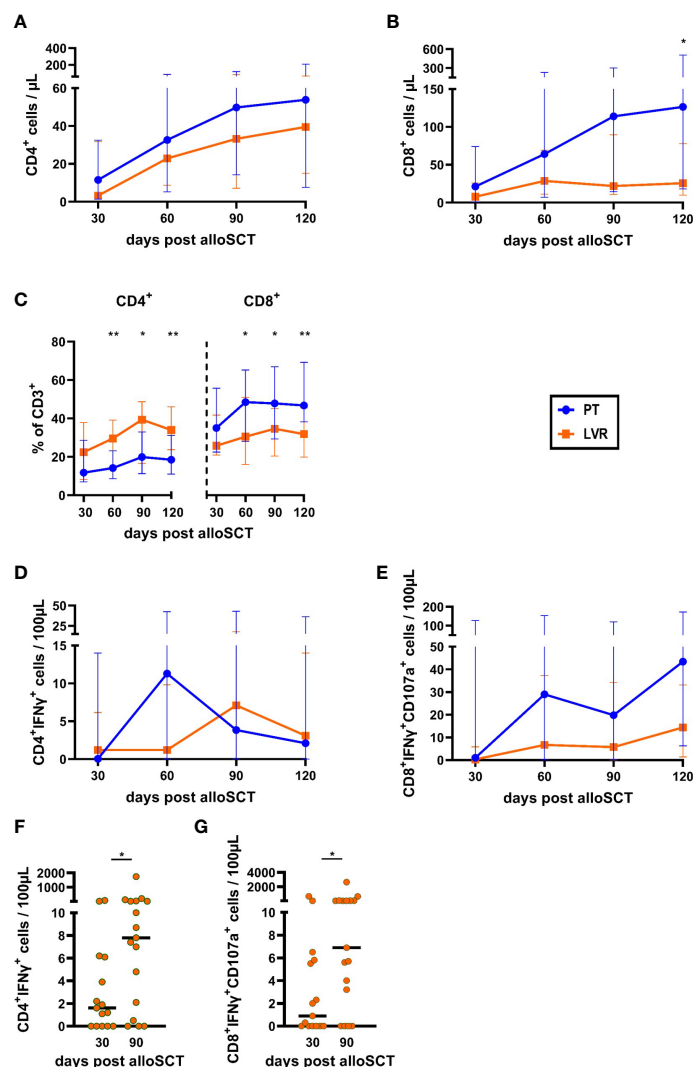 A
CD4⁺ cells / µL
400
200
60
40
20
0
30 60 90 120
days post alloSCT
B
*
CD8⁺ cells / µL
600
300
150
100
50
0
30 60 90 120
days post alloSCT
C
CD4⁺ CD8⁺
** * ** * * **
% of CD3⁺
80
60
40
20
0
30 60 90 120 30 60 90 120
days post alloSCT
PT
LVR
D
CD4⁺IFNγ⁺ cells / 100µL
50
25
15
10
5
0
30 60 90 120
days post alloSCT
E
CD8⁺IFNγ⁺CD107a⁺ cells / 100µL
200
100
50
40
30
20
10
0
30 60 90 120
days post alloSCT
F
*
CD4⁺IFNγ⁺ cells / 100µL
2000
1000
10
8
6
4
2
0
30 90
days post alloSCT
G
*
CD8⁺IFNγ⁺CD107a⁺ cells / 100µL
4000
2000
10
8
6
4
2
0
30 90
days post alloSCT